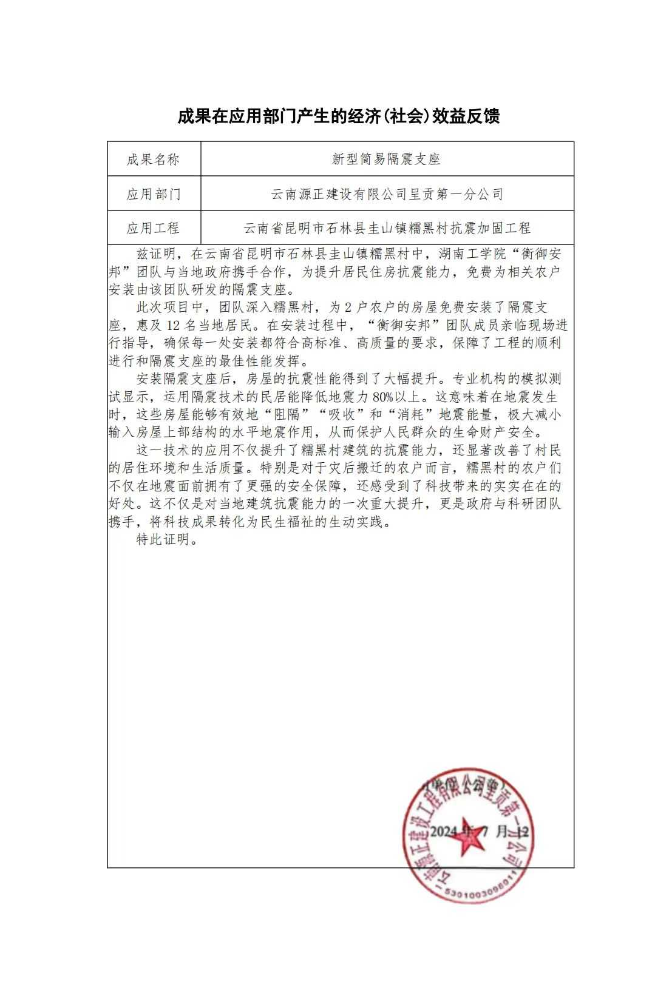 成果在应用部门产生的经济(社会)效益反馈
成果名称
新型简易隔震支座
应用部门
云南源正建设有限公司呈贡第一分公司
应用工程
云南省昆明市石林县圭山镇糯黑村抗震加固工程
兹证明，在云南省昆明市石林县圭山镇糯黑村中，湖南工学院“衡御安
邦”团队与当地政府携手合作，为提升居民住房抗震能力，免费为相关农户
安装由该团队研发的隔震支座。
此次项目中，团队深入糯黑村，为2户农户的房屋免费安装了隔震支
座，惠及12名当地居民。在安装过程中，“衡御安邦”团队成员亲临现场进
行指导，确保每一处安装都符合高标准、高质量的要求，保障了工程的顺利
进行和隔震支座的最佳性能发挥。
安装隔震支座后，房屋的抗震性能得到了大幅提升。专业机构的模拟测
试显示，运用隔震技术的民居能降低地震力80%以上。这意味着在地震发生
时，这些房屋能够有效地“阻隔”“吸收”和“消耗”地震能量，极大减小
输入房屋上部结构的水平地震作用，从而保护人民群众的生命财产安全。
这一技术的应用不仅提升了糯黑村建筑的抗震能力，还显著改善了村民
的居住环境和生活质量。特别是对于灾后搬迁的农户而言，糯黑村的农户们
不仅在地震面前拥有了更强的安全保障，还感受到了科技带来的实实在在的
好处。这不仅是对当地建筑抗震能力的一次重大提升，更是政府与科研团队
携手，将科技成果转化为民生福祉的生动实践。
特此证明。
云南源正建设工程有限公司呈贡第一分公司
2024 年 7 月 12